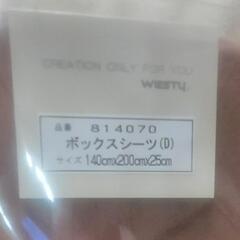 CREATION ONLY FOR YOU
WIESTY.
品番 814070
ボックスシーツ(D)
サイズ 140cm×200cm×25cm